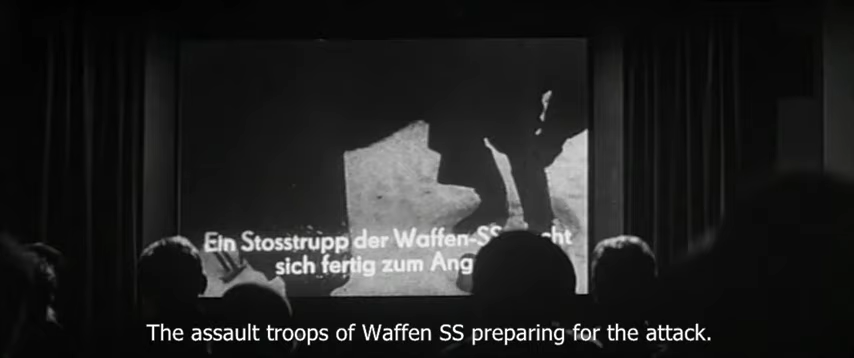 Ein Stosstrupp der Waffen-SS
sich fertig zum
The assault troops of Waffen SS preparing for the attack.